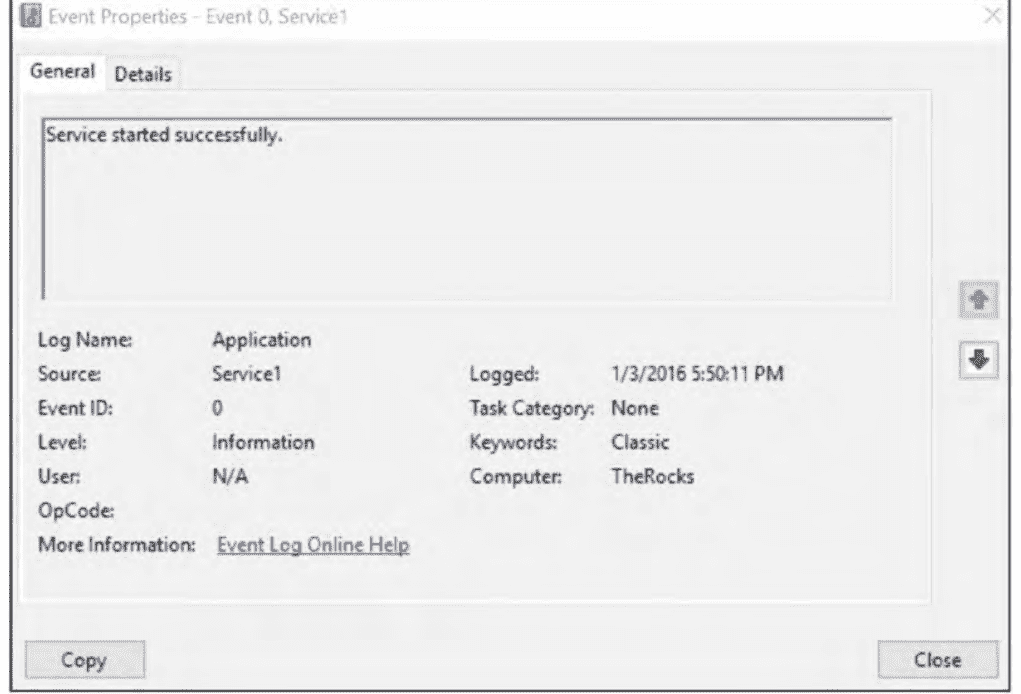 Event Properties - Event 0, Service1
General Details
Service started successfully.
Log Name: Application
Source: Service1 Logged: 1/3/2016 5:50:11 PM
Event ID: 0 Task Category: None
Level: Information Keywords: Classic
User: N/A Computer: TheRocks
OpCode:
More Information: Event Log Online Help
Copy Close